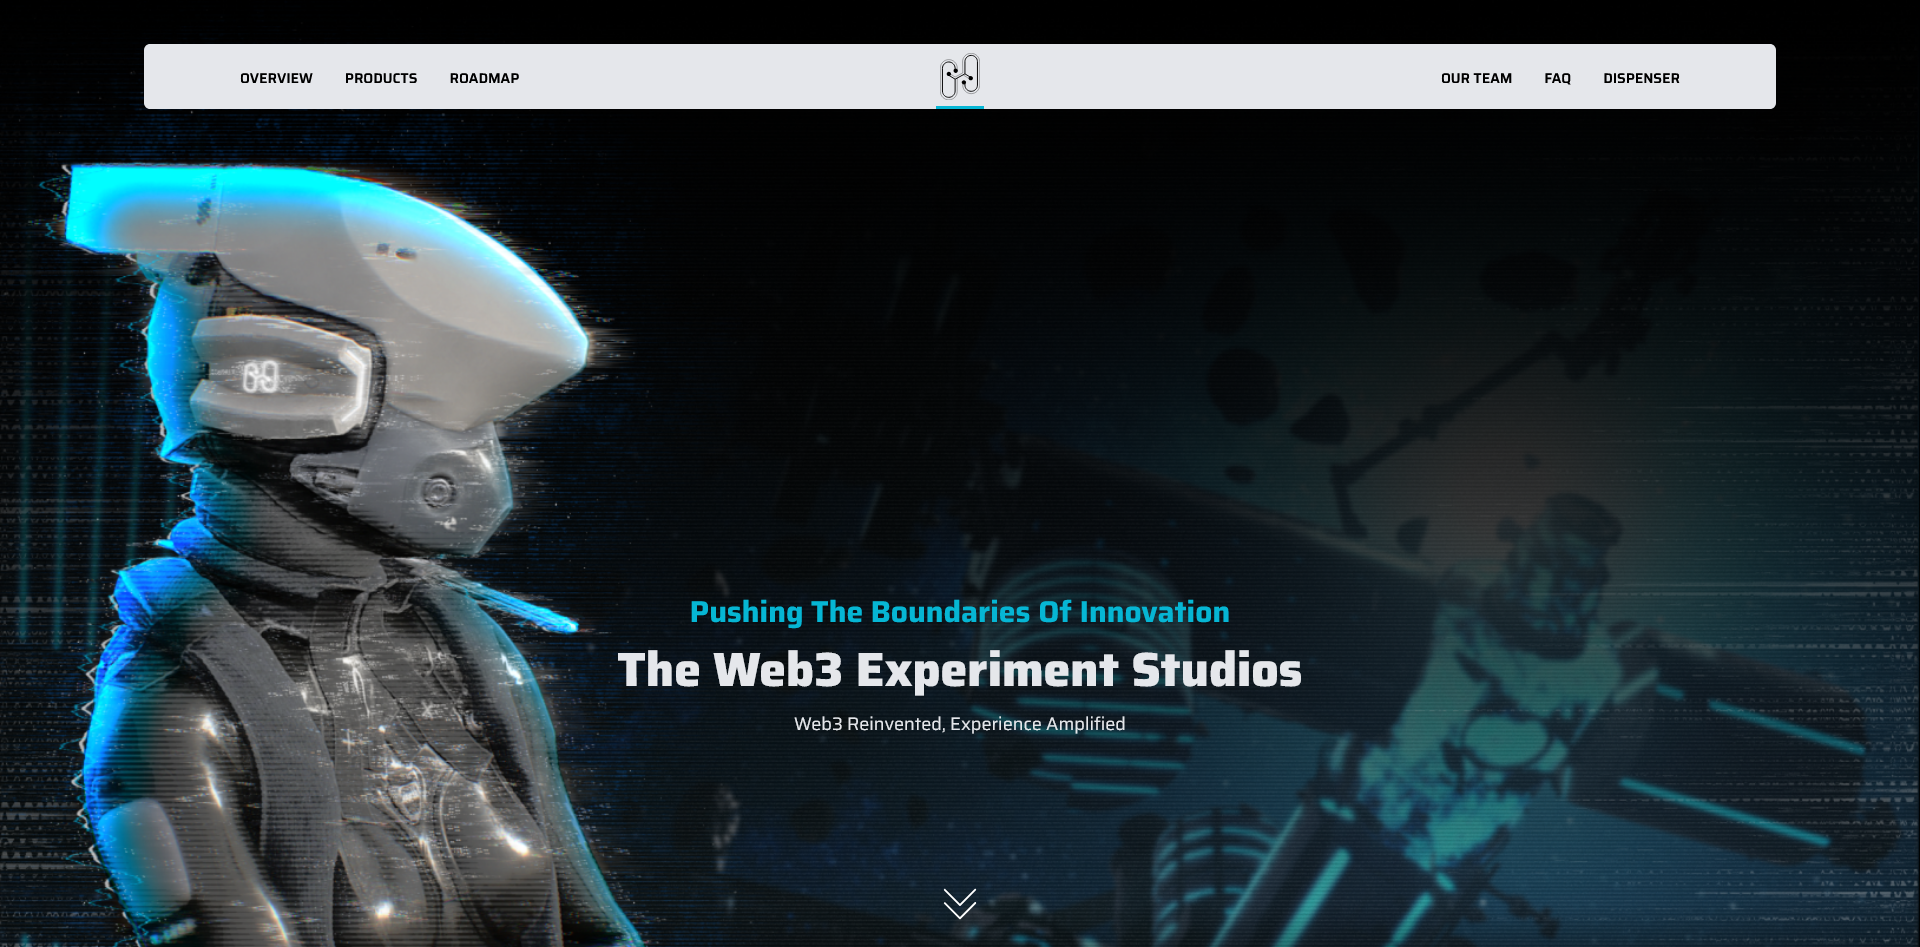 OVERVIEW PRODUCTS ROADMAP OUR TEAM FAQ DISPENSER
Pushing The Boundaries Of Innovation
The Web3 Experiment Studios
Web3 Reinvented, Experience Amplified